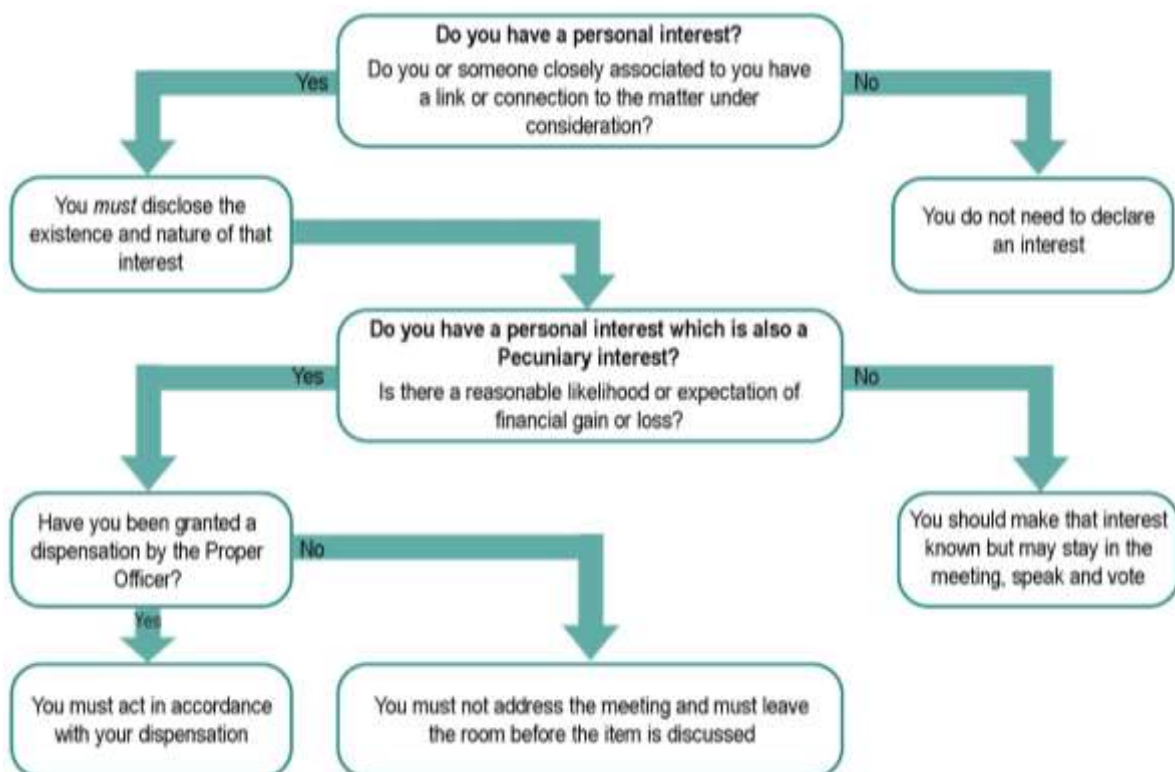 Do you have a personal interest?
Do you or someone closely associated to you have
a link or connection to the matter under
consideration?
Yes
No
You must disclose the
existence and nature of that
interest
You do not need to declare
an interest
Do you have a personal interest which is also a
Pecuniary interest?
Is there a reasonable likelihood or expectation of
financial gain or loss?
Yes
No
Have you been granted a
dispensation by the Proper
Officer?
No
You should make that interest
known but may stay in the
meeting, speak and vote
Yes
You must act in accordance
with your dispensation
You must not address the meeting and must leave
the room before the item is discussed